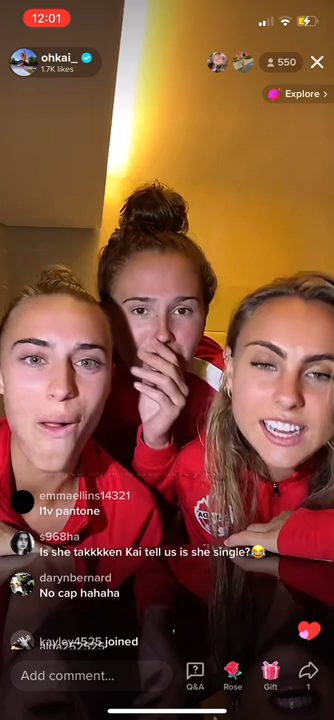 12:01
ohkai_
1.7K likes
550
Explore >
emmaellins14321
l1v pantone
s968ha
Is she takkkken Kai tell us is she single?😂
darynbernard
No cap hahaha
kayley4525 joined
Add comment...
Q&A
Rose
Gift
1